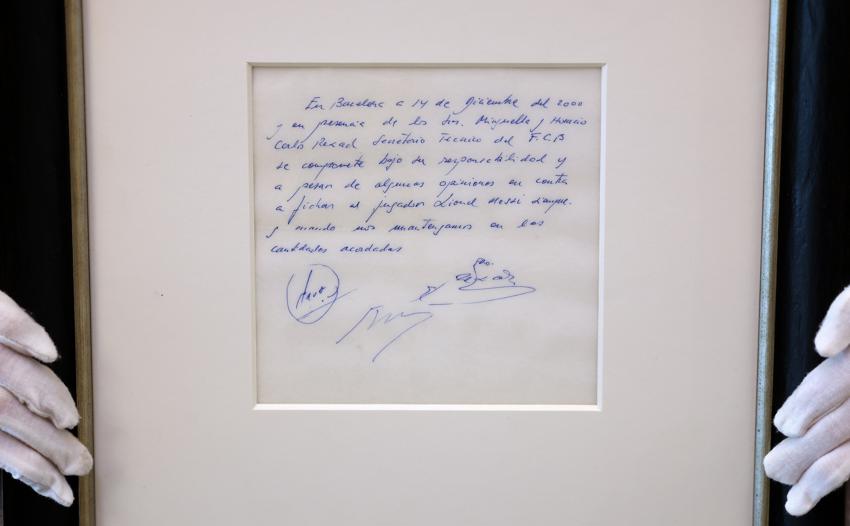 En Barcelona a 14 de Diciembre del 2000
y en presencia de los Srs. Minguella y Horacio
Carlos Rexach Secretario Tecnico del F.C.B
se compromete bajo su responsabilidad y
a pesar de algunas opiniones en contra
a fichar al jugador Lionel Messi siempre
y cuando nos mantengamos en las
cantidades acordadas